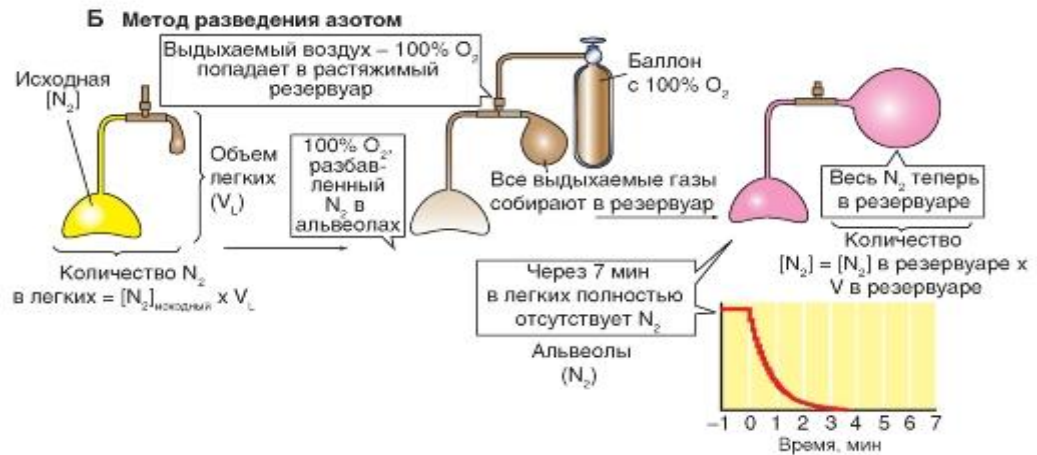 Б Метод разведения азотом
Выдыхаемый воздух – 100% O₂
попадает в растяжимый
резервуар
Исходная
[N₂]
Объем
легких
(V_L)
Количество N₂
в легких = [N₂]исходный x V_L
100% O₂,
разбав-
ленный
N₂ в
альвеолах
Баллон
с 100% O₂
Все выдыхаемые газы
собирают в резервуар
Весь N₂ теперь
в резервуаре
Количество
[N₂] = [N₂] в резервуаре x
V в резервуаре
Через 7 мин
в легких полностью
отсутствует N₂
Альвеолы
(N₂)
–1 0 1 2 3 4 5 6 7
Время, мин